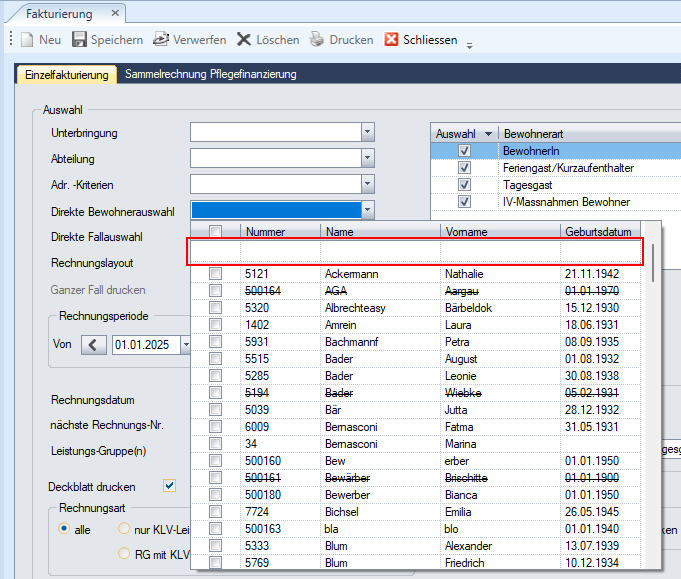 Fakturierung
Neu Speichern Verwerfen Löschen Drucken Schliessen
Einzelfakturierung Sammelrechnung Pflegefinanzierung
Auswahl
Unterbringung
Abteilung
Adr. -Kriterien
Direkte Bewohnerauswahl
Direkte Fallauswahl
Rechnungslayout
Ganzer Fall drucken
Rechnungsperiode
Von 01.01.2025
Rechnungsdatum
nächste Rechnungs-Nr.
Leistungs-Gruppe(n)
Deckblatt drucken
Rechnungsart
alle nur KLV-Lei
RG mit KLV
Auswahl Bewohnerart
BewohnerIn
Feriengast/Kurzaufenthalter
Tagesgast
IV-Massnahmen Bewohner
Nummer Name Vorname Geburtsdatum
5121 Ackermann Nathalie 21.11.1942
500164 AGA Aargau 01.01.1970
5320 Albrechteasy Bärbeldok 15.12.1930
1402 Amrein Laura 18.06.1931
5931 Bachmannf Petra 08.09.1935
5515 Bader August 01.08.1932
5285 Bader Leonie 30.08.1938
5194 Bader Wiebke 05.02.1931
5039 Bär Jutta 28.12.1932
6009 Bernasconi Fatma 31.05.1931
34 Bernasconi Marina
500160 Bew erber 01.01.1950
500161 Bewärber Brischitte 01.01.1900
500180 Bewerber Bianca 01.01.1950
7724 Bichsel Emilia 26.05.1945
500163 bla blo 01.01.1940
5333 Blum Alexander 13.07.1939
5769 Blum Friedrich 10.12.1934
gesg
ken